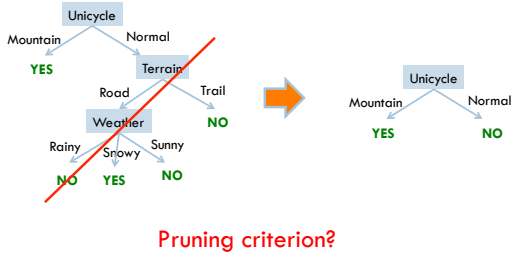 Unicycle
Mountain
Normal
YES
Terrain
Road
Trail
Weather
NO
Rainy
Snowy
Sunny
NO
YES
NO
Unicycle
Mountain
Normal
YES
NO
Pruning criterion?